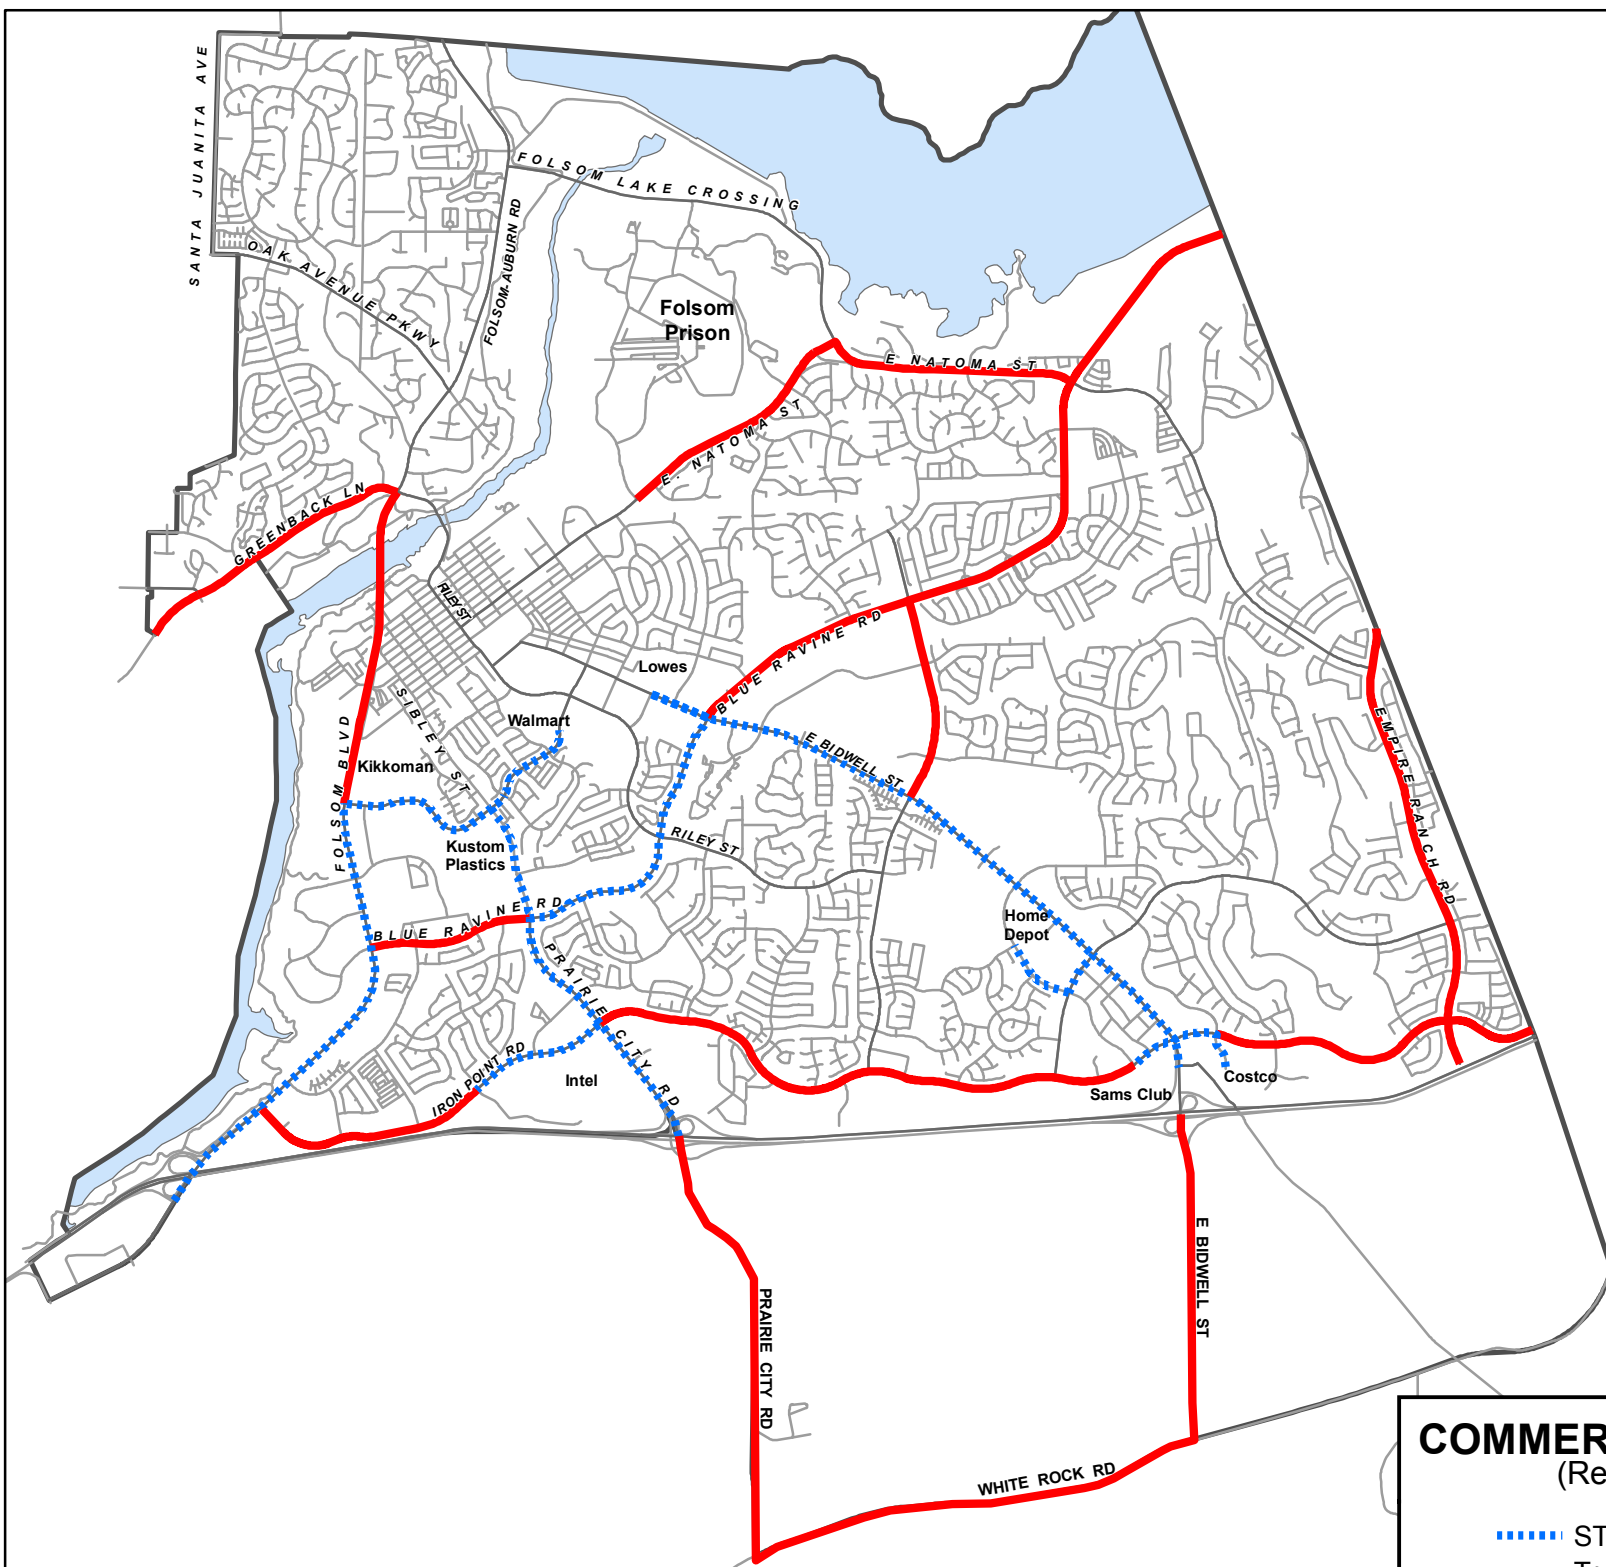 SANTA JUANITA AVE
FOLSOM LAKE CROSSING
FOLSOM-AUBURN RD
OAK AVENUE PKWY
Folsom
Prison
E NATOMA ST
E. NATOMA ST
GREENBACK LN
RILEY ST
BLUE RAVINE RD
Lowes
SIBLEY ST
Walmart
FOLSOM BLVD
Kikkoman
E BIDWELL ST
EMPIRE RANCH RD
Kustom
Plastics
RILEY ST
BLUE RAVINE RD
Home
Depot
PRAIRIE CITY RD
IRON POINT RD
Intel
Sams Club
Costco
E BIDWELL ST
PRAIRIE CITY RD
WHITE ROCK RD
COMMER
(Re
ST